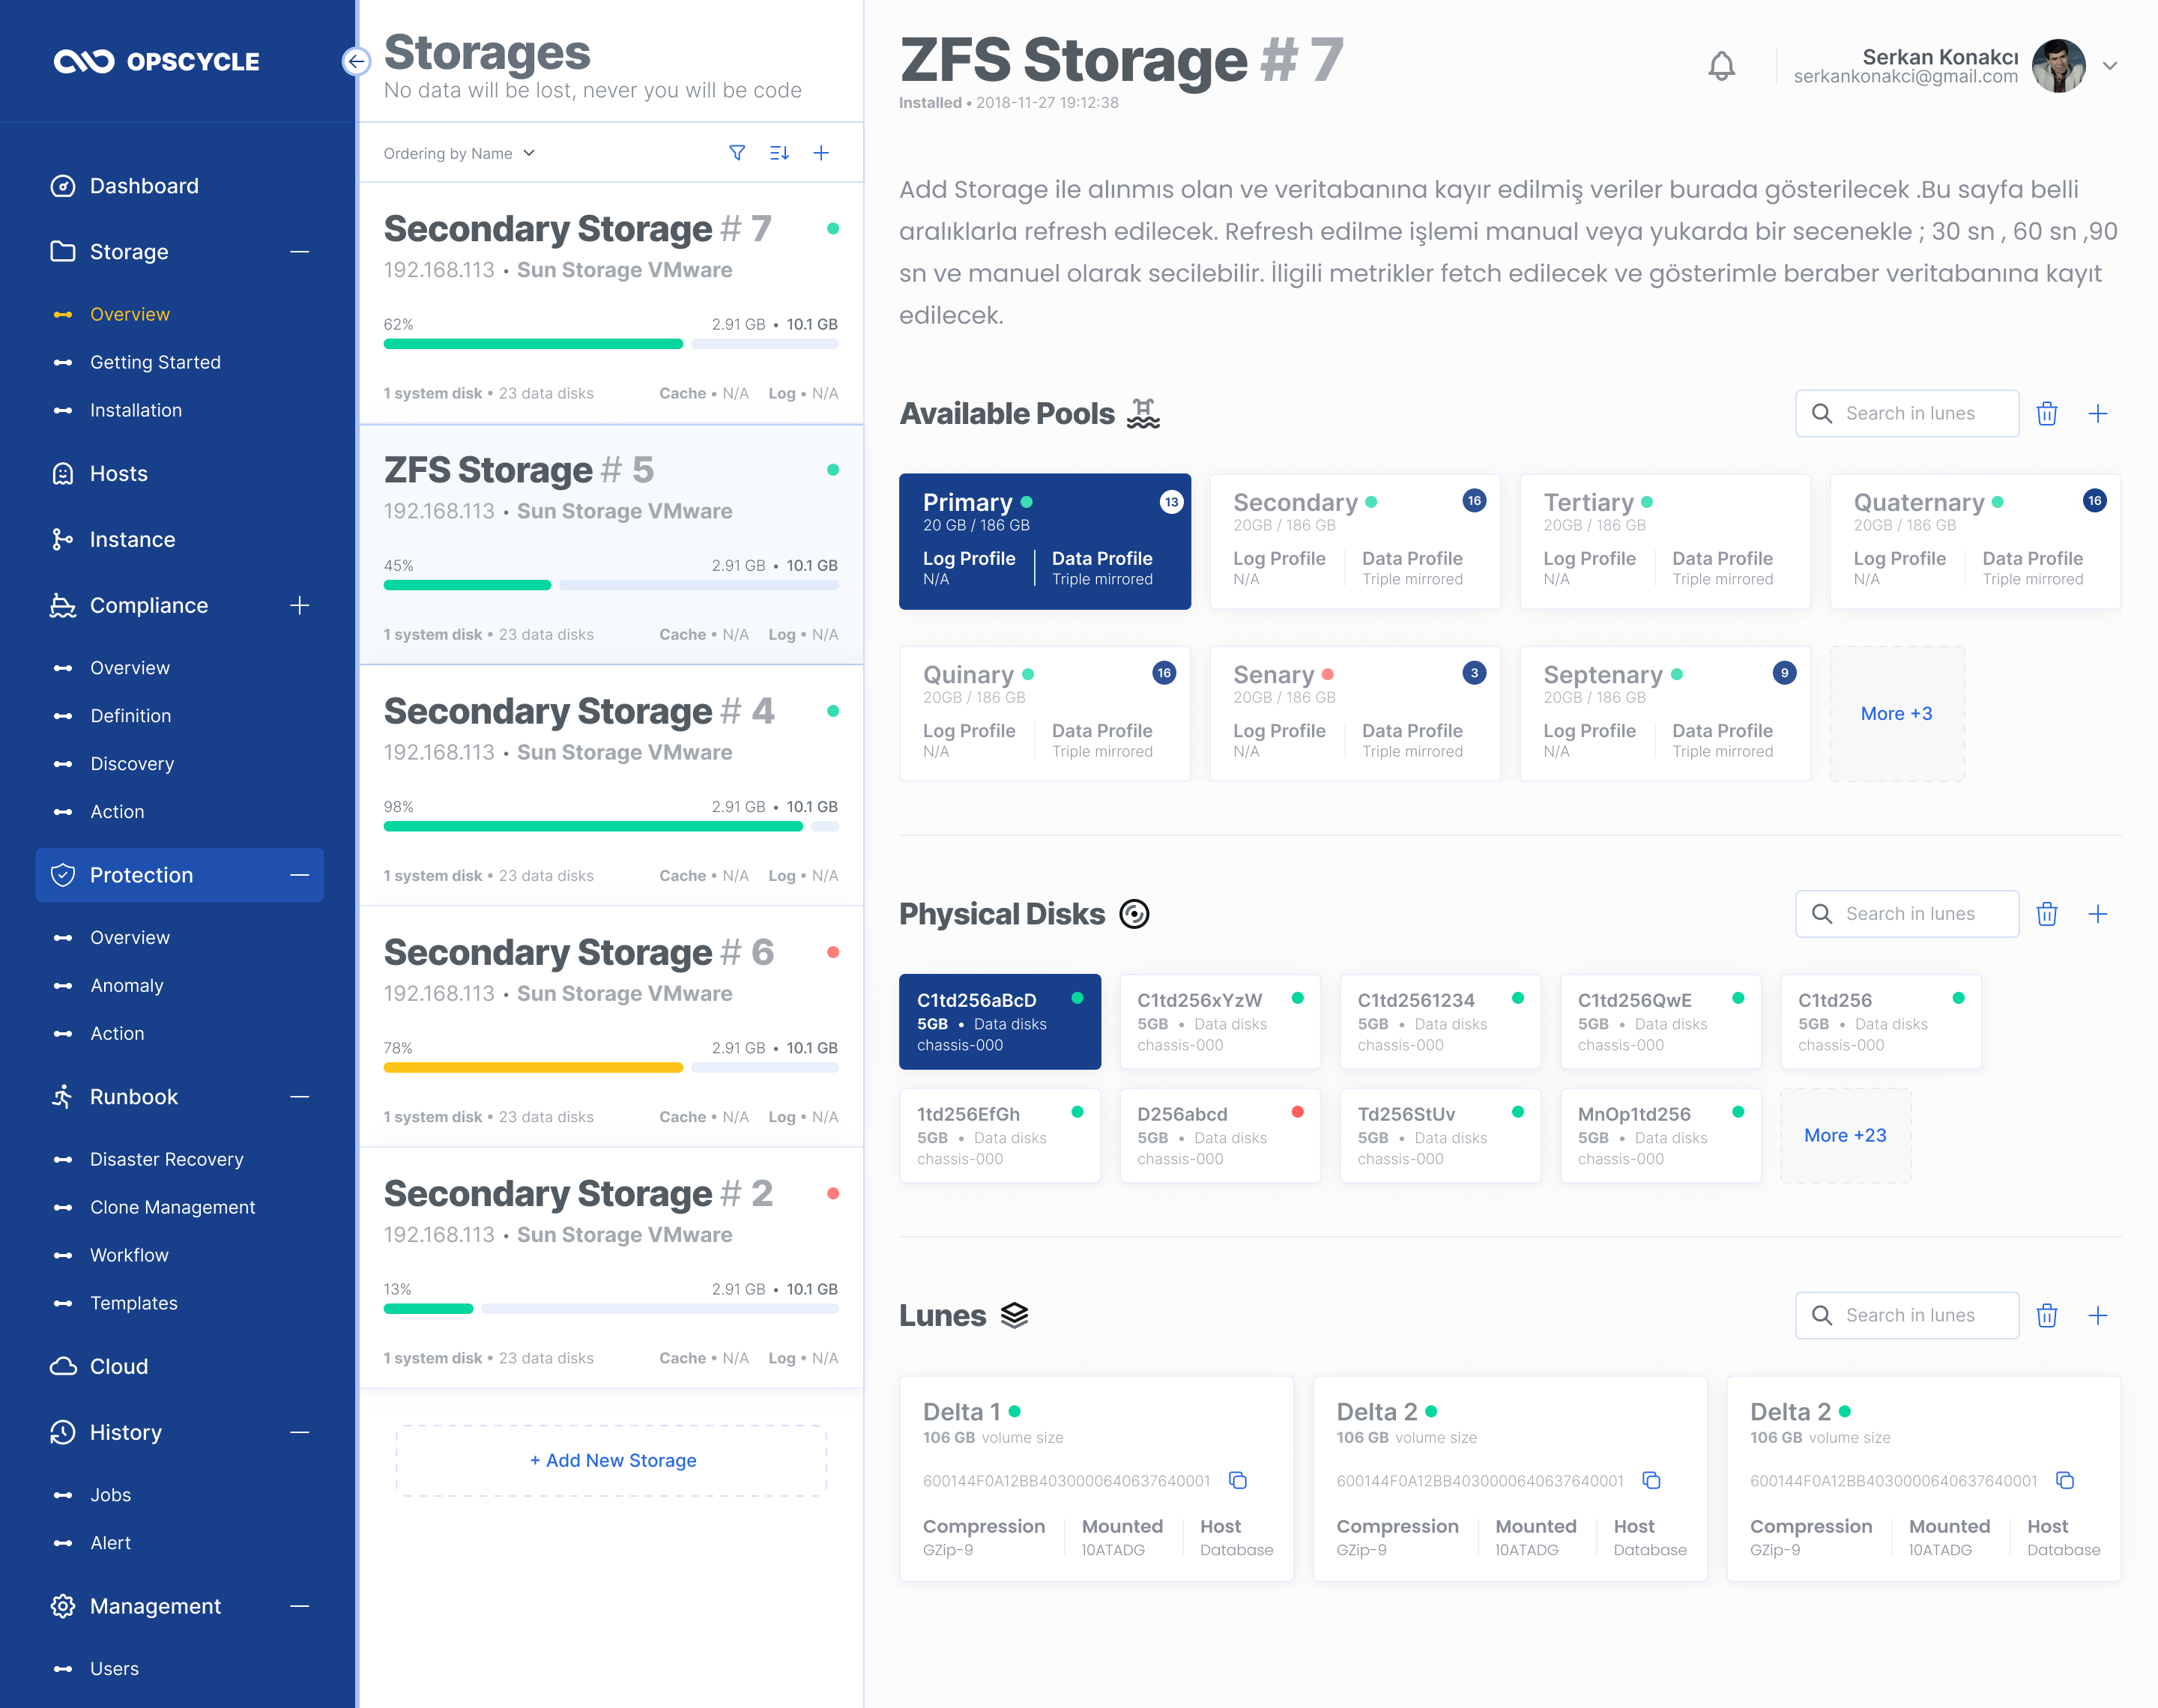 OPSCYCLE
Dashboard
Storage
Overview
Getting Started
Installation
Hosts
Instance
Compliance
Overview
Definition
Discovery
Action
Protection
Overview
Anomaly
Action
Runbook
Disaster Recovery
Clone Management
Workflow
Templates
Cloud
History
Jobs
Alert
Management
Users
Storages
No data will be lost, never you will be code
Ordering by Name
Secondary Storage # 7
192.168.113 • Sun Storage VMware
62% 2.91 GB • 10.1 GB
1 system disk • 23 data disks Cache • N/A Log • N/A
ZFS Storage # 5
192.168.113 • Sun Storage VMware
45% 2.91 GB • 10.1 GB
1 system disk • 23 data disks Cache • N/A Log • N/A
Secondary Storage # 4
192.168.113 • Sun Storage VMware
98% 2.91 GB • 10.1 GB
1 system disk • 23 data disks Cache • N/A Log • N/A
Secondary Storage # 6
192.168.113 • Sun Storage VMware
78% 2.91 GB • 10.1 GB
1 system disk • 23 data disks Cache • N/A Log • N/A
Secondary Storage # 2
192.168.113 • Sun Storage VMware
13% 2.91 GB • 10.1 GB
1 system disk • 23 data disks Cache • N/A Log • N/A
+ Add New Storage
ZFS Storage # 7
Installed • 2018-11-27 19:12:38
Serkan Konakcı
serkankonakci@gmail.com
Add Storage ile alınmıs olan ve veritabanına kayır edilmiş veriler burada gösterilecek .Bu sayfa belli
aralıklarla refresh edilecek. Refresh edilme işlemi manual veya yukarda bir secenekle ; 30 sn , 60 sn ,90
sn ve manuel olarak secilebilir. İligili metrikler fetch edilecek ve gösterimle beraber veritabanına kayıt
edilecek.
Available Pools
Search in lunes
Primary 13
20 GB / 186 GB
Log Profile Data Profile
N/A Triple mirrored
Secondary 16
20GB / 186 GB
Log Profile Data Profile
N/A Triple mirrored
Tertiary
20GB / 186 GB
Log Profile Data Profile
N/A Triple mirrored
Quaternary 16
20GB / 186 GB
Log Profile Data Profile
N/A Triple mirrored
Quinary 16
20GB / 186 GB
Log Profile Data Profile
N/A Triple mirrored
Senary 3
20GB / 186 GB
Log Profile Data Profile
N/A Triple mirrored
Septenary 9
20GB / 186 GB
Log Profile Data Profile
N/A Triple mirrored
More +3
Physical Disks
Search in lunes
C1td256aBcD
5GB • Data disks
chassis-000
C1td256xYzW
5GB • Data disks
chassis-000
C1td2561234
5GB • Data disks
chassis-000
C1td256QwE
5GB • Data disks
chassis-000
C1td256
5GB • Data disks
chassis-000
1td256EfGh
5GB • Data disks
chassis-000
D256abcd
5GB • Data disks
chassis-000
Td256StUv
5GB • Data disks
chassis-000
MnOp1td256
5GB • Data disks
chassis-000
More +23
Lunes
Search in lunes
Delta 1
106 GB volume size
600144F0A12BB4030000640637640001
Compression Mounted Host
GZip-9 10ATADG Database
Delta 2
106 GB volume size
600144F0A12BB4030000640637640001
Compression Mounted Host
GZip-9 10ATADG Database
Delta 2
106 GB volume size
600144F0A12BB4030000640637640001
Compression Mounted Host
GZip-9 10ATADG Database